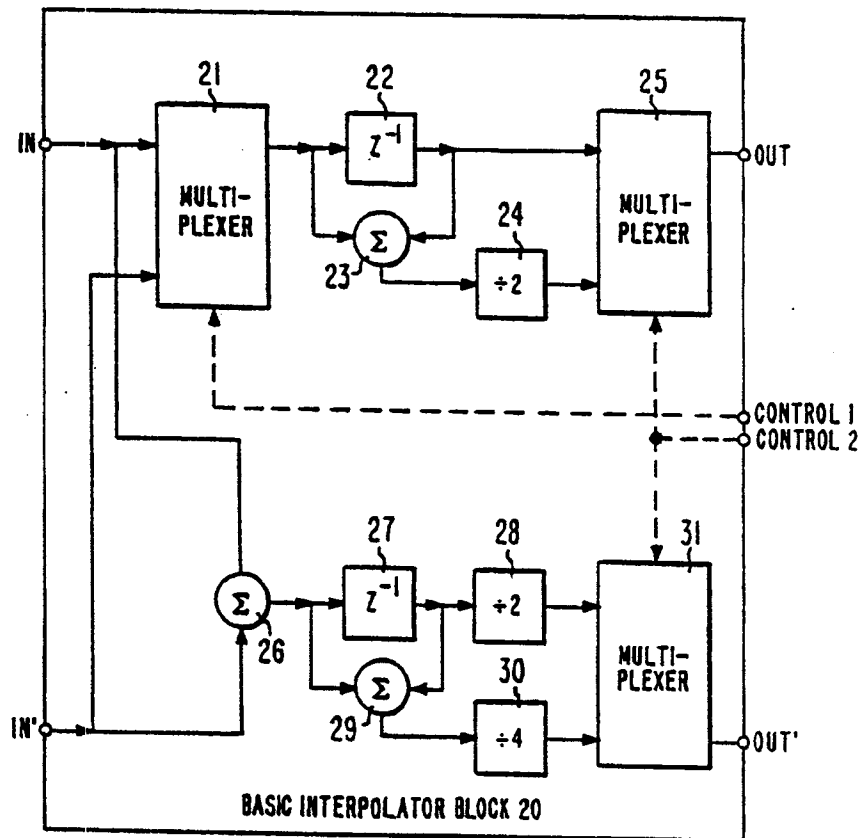 21
22
25
IN
Z⁻¹
OUT
MULTI-
PLEXER
MULTI-
PLEXER
24
Σ
23
÷2
CONTROL 1
CONTROL 2
27
28
31
Z⁻¹
÷2
Σ
26
MULTI-
PLEXER
30
Σ
29
÷4
IN'
OUT'
BASIC INTERPOLATOR BLOCK 20